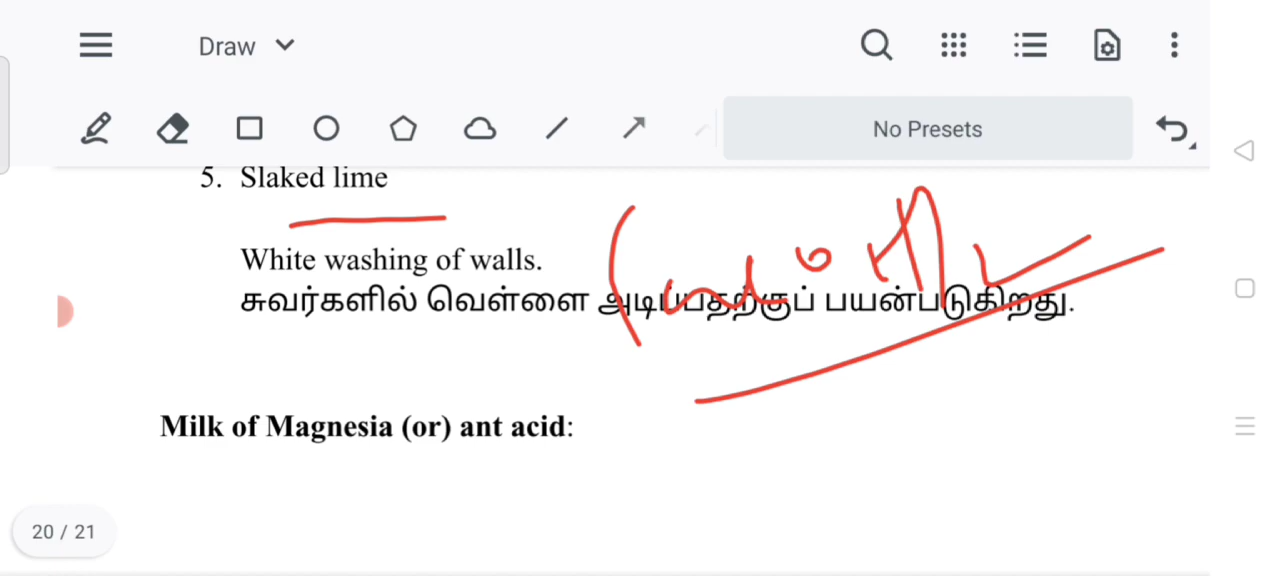 Draw
No Presets
5. Slaked lime
White washing of walls.
சுவர்களில் வெள்ளை அடிப்பதற்குப் பயன்படுகிறது.
Milk of Magnesia (or) ant acid:
20 / 21